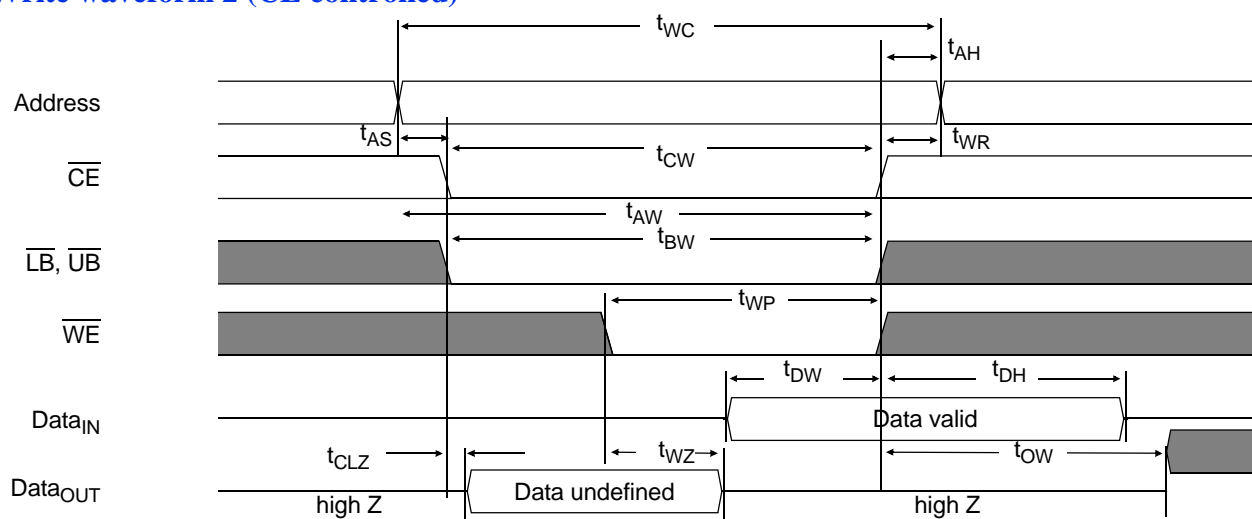 Write waveform 2 (CE controlled)
tWC
tAH
Address
tAS
tCW
tWR
CE
tAW
tBW
LB, UB
tWP
WE
tDW
tDH
DataIN
Data valid
tCLZ
tWZ
tOW
DataOUT
high Z
Data undefined
high Z